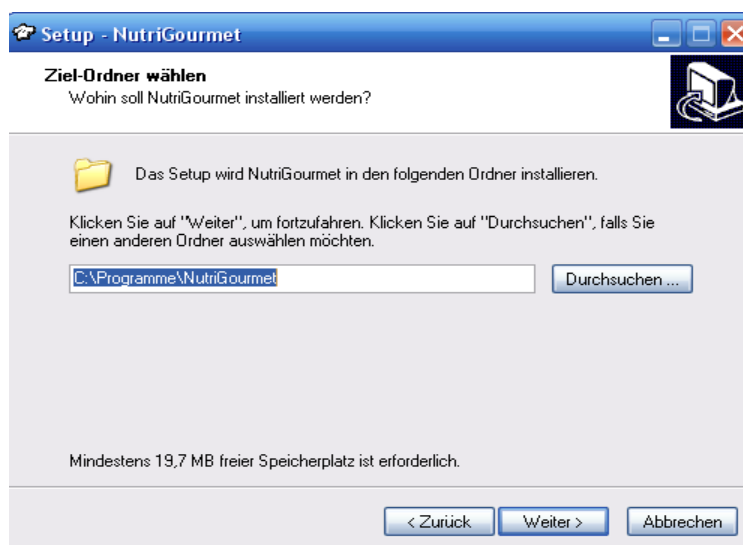 Setup - NutriGourmet
Ziel-Ordner wählen
Wohin soll NutriGourmet installiert werden?
Das Setup wird NutriGourmet in den folgenden Ordner installieren.
Klicken Sie auf "Weiter", um fortzufahren. Klicken Sie auf "Durchsuchen", falls Sie
einen anderen Ordner auswählen möchten.
C:\Programme\NutriGourmet
Durchsuchen ...
Mindestens 19,7 MB freier Speicherplatz ist erforderlich.
< Zurück
Weiter >
Abbrechen